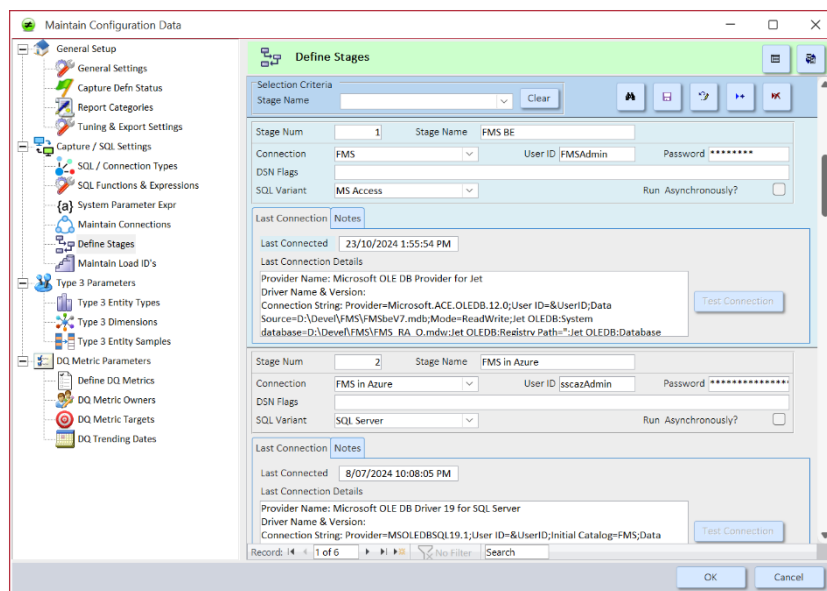 Maintain Configuration Data
General Setup
General Settings
Capture Defn Status
Report Categories
Tuning & Export Settings
Capture / SQL Settings
SQL / Connection Types
SQL Functions & Expressions
{a} System Parameter Expr
Maintain Connections
Define Stages
Maintain Load ID's
Type 3 Parameters
Type 3 Entity Types
Type 3 Dimensions
Type 3 Entity Samples
DQ Metric Parameters
Define DQ Metrics
DQ Metric Owners
DQ Metric Targets
DQ Trending Dates
Define Stages
Selection Criteria
Stage Name Clear
Stage Num 1 Stage Name FMS BE
Connection FMS User ID FMSAdmin Password ********
DSN Flags
SQL Variant MS Access Run Asynchronously?
Last Connection Notes
Last Connected 23/10/2024 1:55:54 PM
Last Connection Details
Provider Name: Microsoft OLE DB Provider for Jet
Driver Name & Version:
Connection String: Provider=Microsoft.ACE.OLEDB.12.0;User ID=&UserID;Data
Source=D:\Devel\FMS\FMSbeV7.mdb;Mode=ReadWrite;Jet OLEDB:System
database=D:\Devel\FMS\FMS_RA_O.mdw;Jet OLEDB:Registry Path=";Jet OLEDB:Database
Test Connection
Stage Num 2 Stage Name FMS in Azure
Connection FMS in Azure User ID sscazAdmin Password ***************
DSN Flags
SQL Variant SQL Server Run Asynchronously?
Last Connection Notes
Last Connected 8/07/2024 10:08:05 PM
Last Connection Details
Provider Name: Microsoft OLE DB Driver 19 for SQL Server
Driver Name & Version:
Connection String: Provider=MSOLEDBSQL19.1;User ID=&UserID;Initial Catalog=FMS;Data
Test Connection
Record: 1 of 6 No Filter Search
OK Cancel